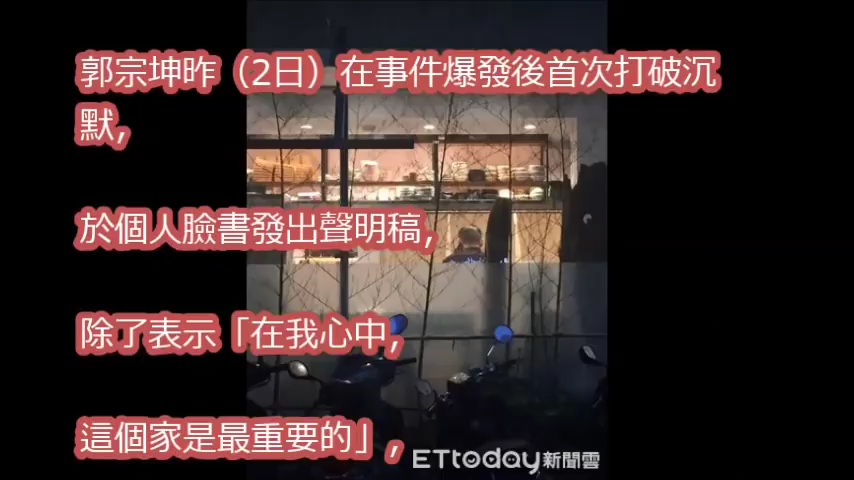 郭宗坤昨（2日）在事件爆發後首次打破沉
默，
於個人臉書發出聲明稿，
除了表示「在我心中，
這個家是最重要的」，
ETtoday新聞雲